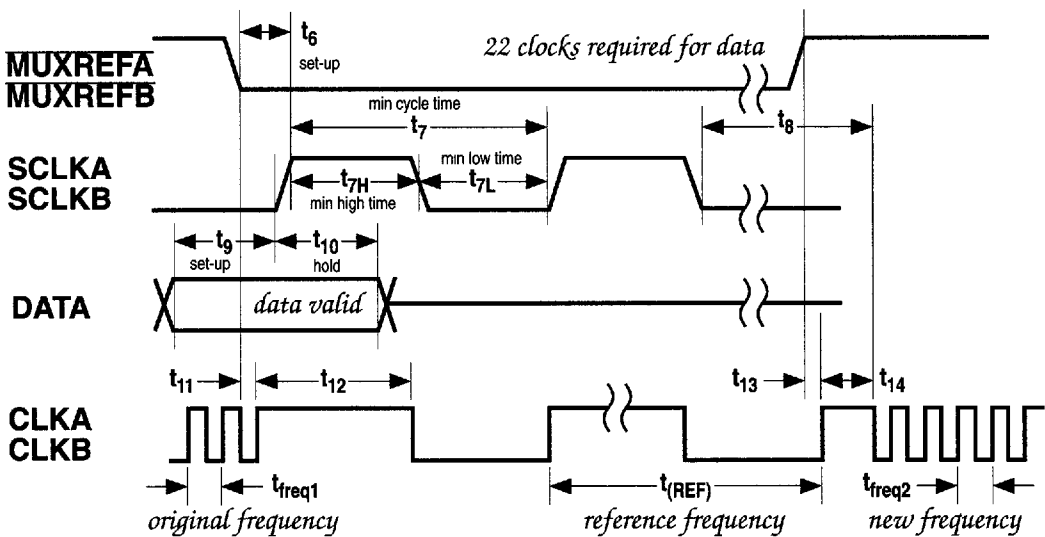 t6
set-up
22 clocks required for data
MUXREFA
MUXREFB
min cycle time
t7
t8
SCLKA
SCLKB
t7H
min high time
min low time
t7L
t9
set-up
t10
hold
DATA
data valid
t11
t12
t13
t14
CLKA
CLKB
tfreq1
original frequency
t(REF)
reference frequency
tfreq2
new frequency